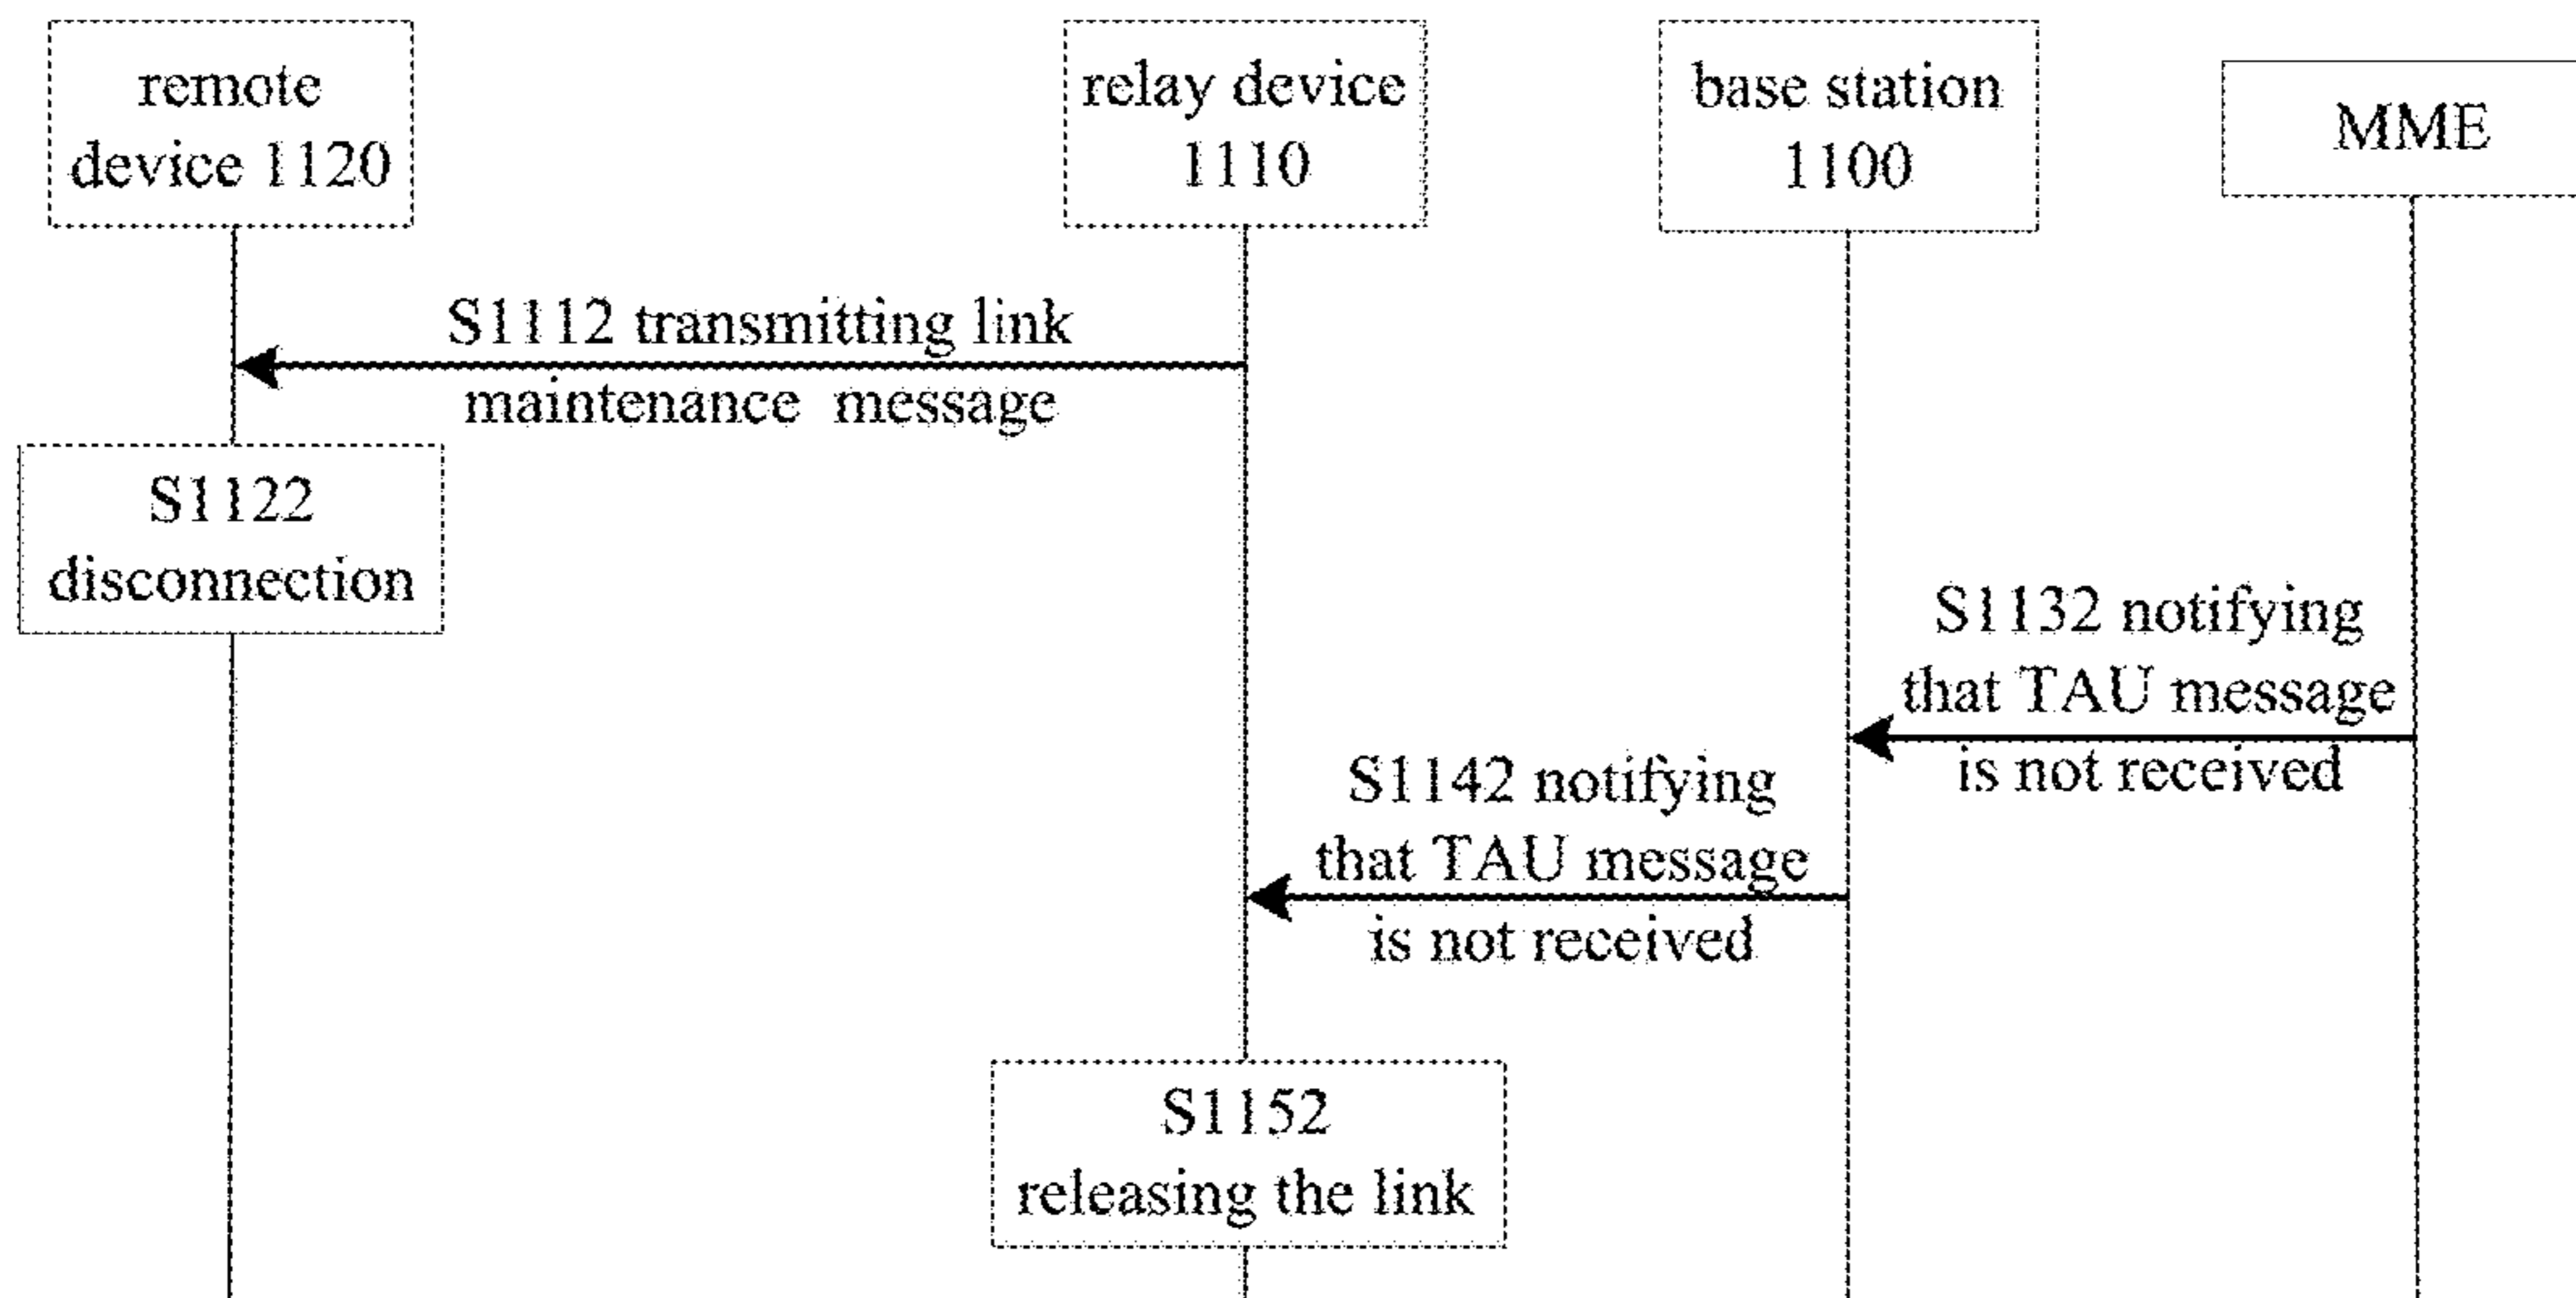 remote
device 1120
relay device
1110
base station
1100
MME
S1112 transmitting link
maintenance message
S1122
disconnection
S1132 notifying
that TAU message
is not received
S1142 notifying
that TAU message
is not received
S1152
releasing the link